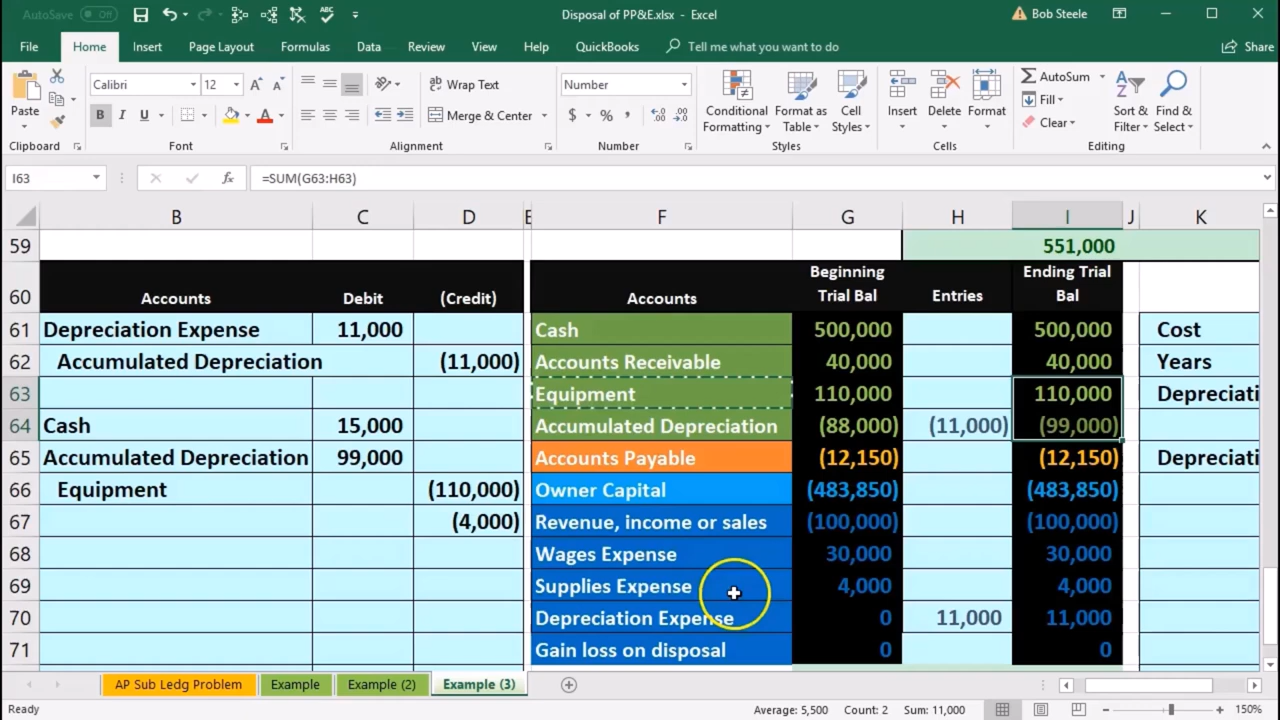 AutoSave Off Disposal of PP&E.xlsx - Excel Bob Steele
File Home Insert Page Layout Formulas Data Review View Help QuickBooks Tell me what you want to do Share
Paste Calibri 12 A A Wrap Text Number Conditional Formatting Format as Table Cell Styles Insert Delete Format AutoSum Sort & Filter Find & Select
B I U A Merge & Center $ % , Fill
Clear
Clipboard Font Alignment Number Styles Cells Editing
I63 fx =SUM(G63:H63)
B C D E F G H I J K
59 551,000
60 Accounts Debit (Credit) Accounts Beginning Trial Bal Entries Ending Trial Bal
61 Depreciation Expense 11,000 Cash 500,000 500,000 Cost
62 Accumulated Depreciation (11,000) Accounts Receivable 40,000 40,000 Years
63 Equipment 110,000 110,000 Depreciati
64 Cash 15,000 Accumulated Depreciation (88,000) (11,000) (99,000)
65 Accumulated Depreciation 99,000 Accounts Payable (12,150) (12,150) Depreciati
66 Equipment (110,000) Owner Capital (483,850) (483,850)
67 (4,000) Revenue, income or sales (100,000) (100,000)
68 Wages Expense 30,000 30,000
69 Supplies Expense 4,000 4,000
70 Depreciation Expense 0 11,000 11,000
71 Gain loss on disposal 0 0
AP Sub Ledg Problem Example Example (2) Example (3)
Ready Average: 5,500 Count: 2 Sum: 11,000 150%